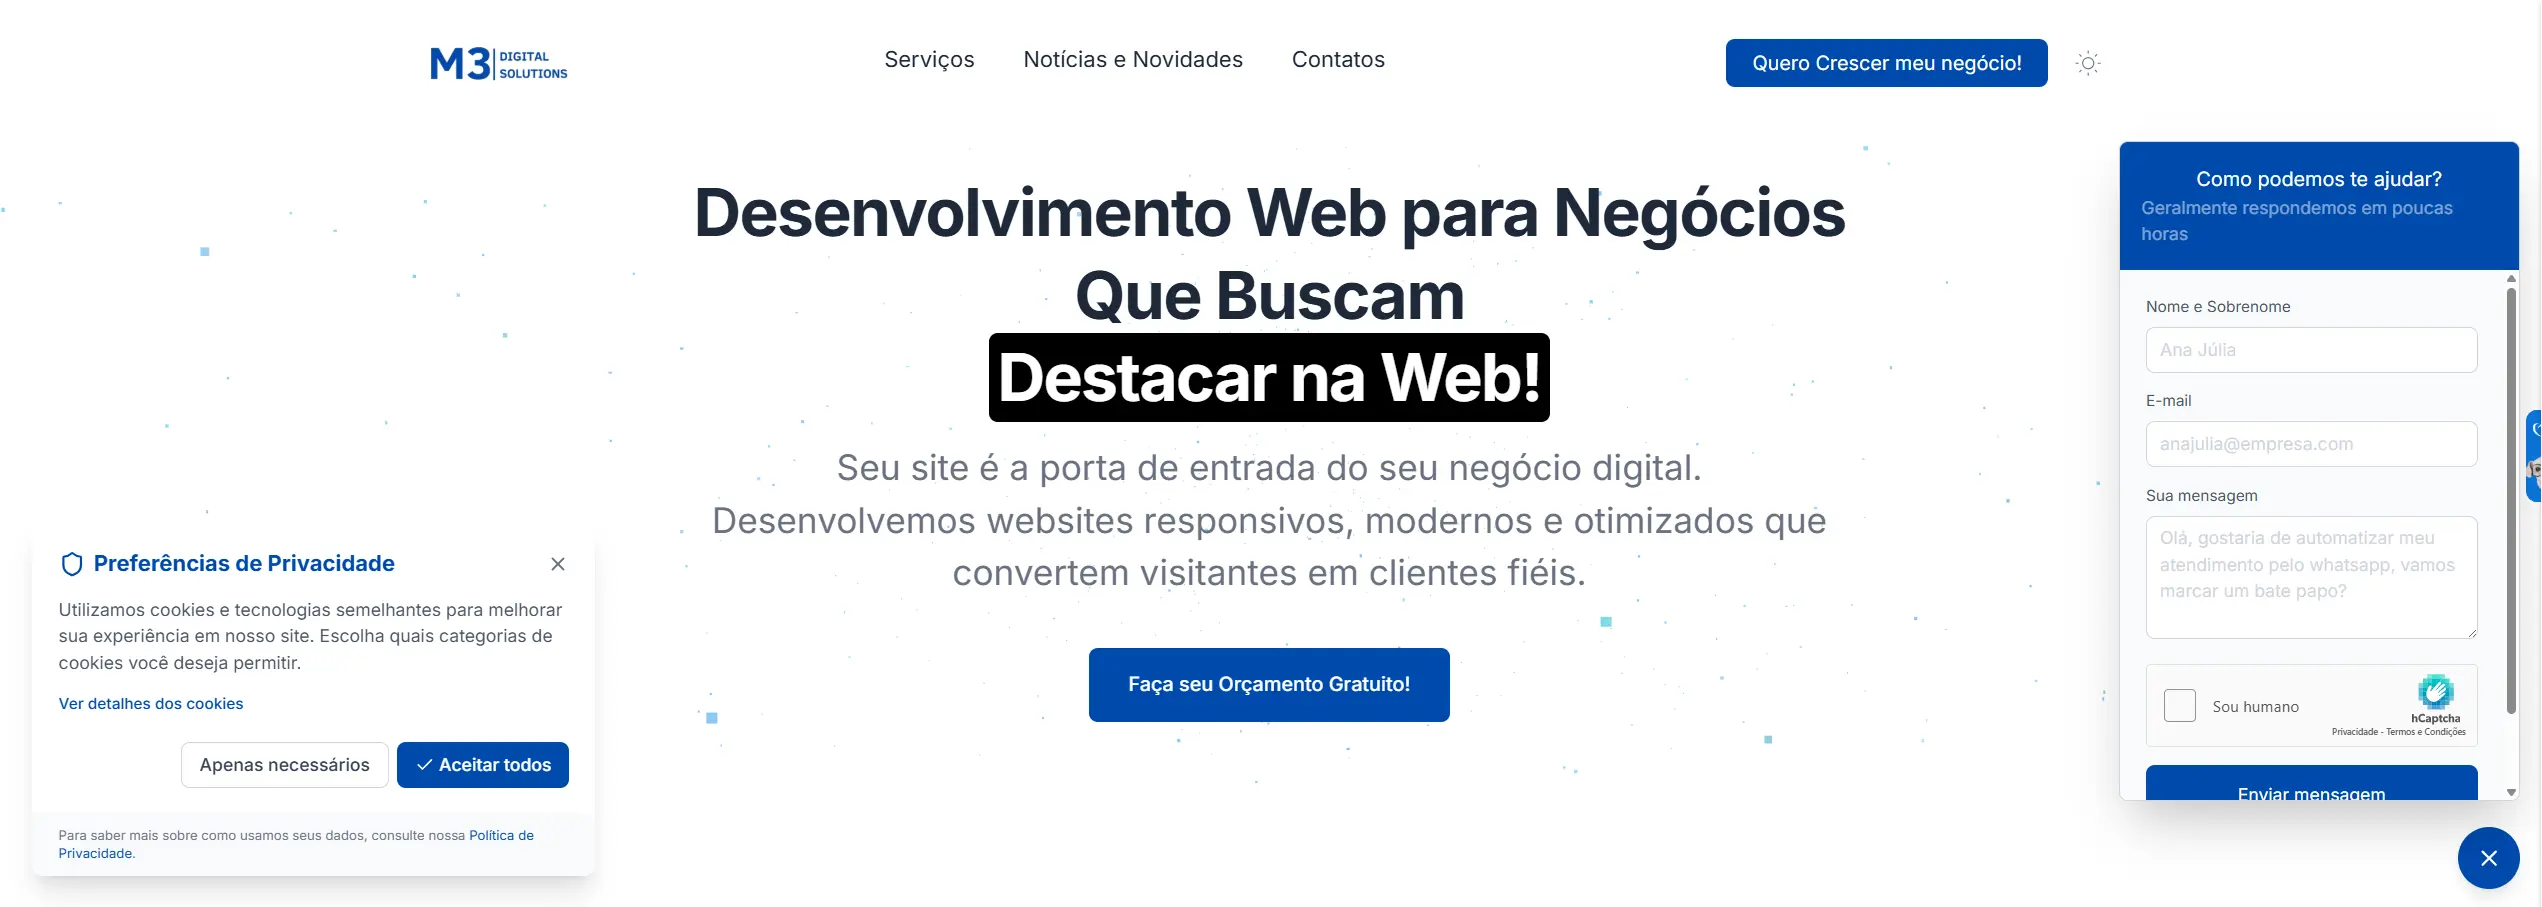 M3 DIGITAL SOLUTIONS
Serviços
Notícias e Novidades
Contatos
Quero Crescer meu negócio!
Desenvolvimento Web para Negócios
Que Buscam
Destacar na Web!
Seu site é a porta de entrada do seu negócio digital.
Desenvolvemos websites responsivos, modernos e otimizados que
convertem visitantes em clientes fiéis.
Faça seu Orçamento Gratuito!
Preferências de Privacidade
Utilizamos cookies e tecnologias semelhantes para melhorar
sua experiência em nosso site. Escolha quais categorias de
cookies você deseja permitir.
Ver detalhes dos cookies
Apenas necessários
Aceitar todos
Para saber mais sobre como usamos seus dados, consulte nossa Política de
Privacidade.
Como podemos te ajudar?
Geralmente respondemos em poucas
horas
Nome e Sobrenome
Ana Júlia
E-mail
anajulia@empresa.com
Sua mensagem
Olá, gostaria de automatizar meu
atendimento pelo whatsapp, vamos
marcar um bate papo?
Sou humano
hCaptcha
Privacidade - Termos e Condições
Enviar mensagem